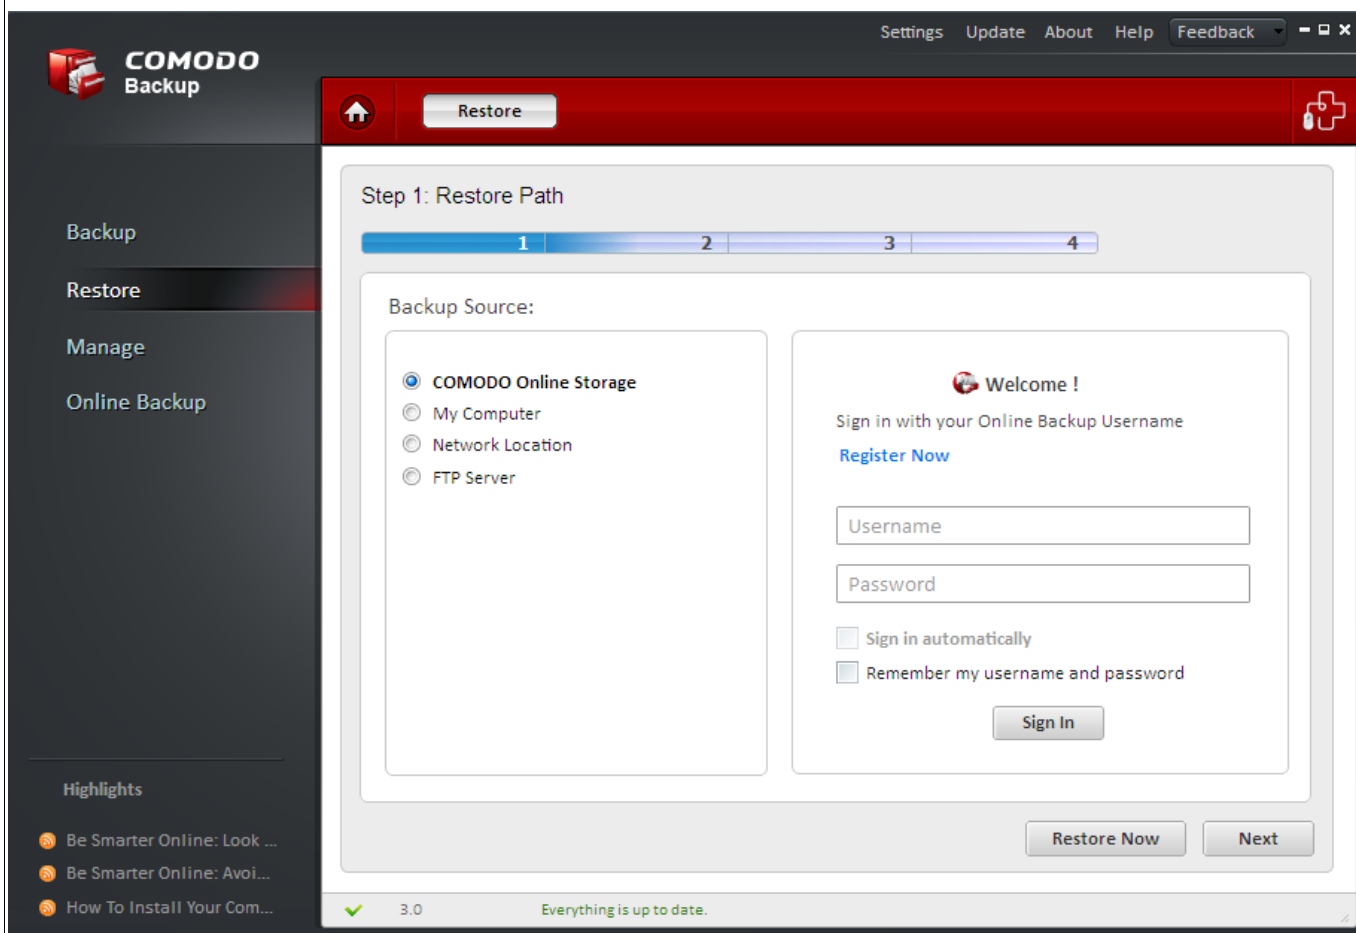 Settings Update About Help Feedback
COMODO
Backup
Restore
Step 1: Restore Path
1 2 3 4
Backup
Restore
Manage
Online Backup
Backup Source:
COMODO Online Storage
My Computer
Network Location
FTP Server
Welcome !
Sign in with your Online Backup Username
Register Now
Username
Password
Sign in automatically
Remember my username and password
Sign In
Restore Now Next
Highlights
Be Smarter Online: Look ...
Be Smarter Online: Avoi...
How To Install Your Com...
3.0 Everything is up to date.